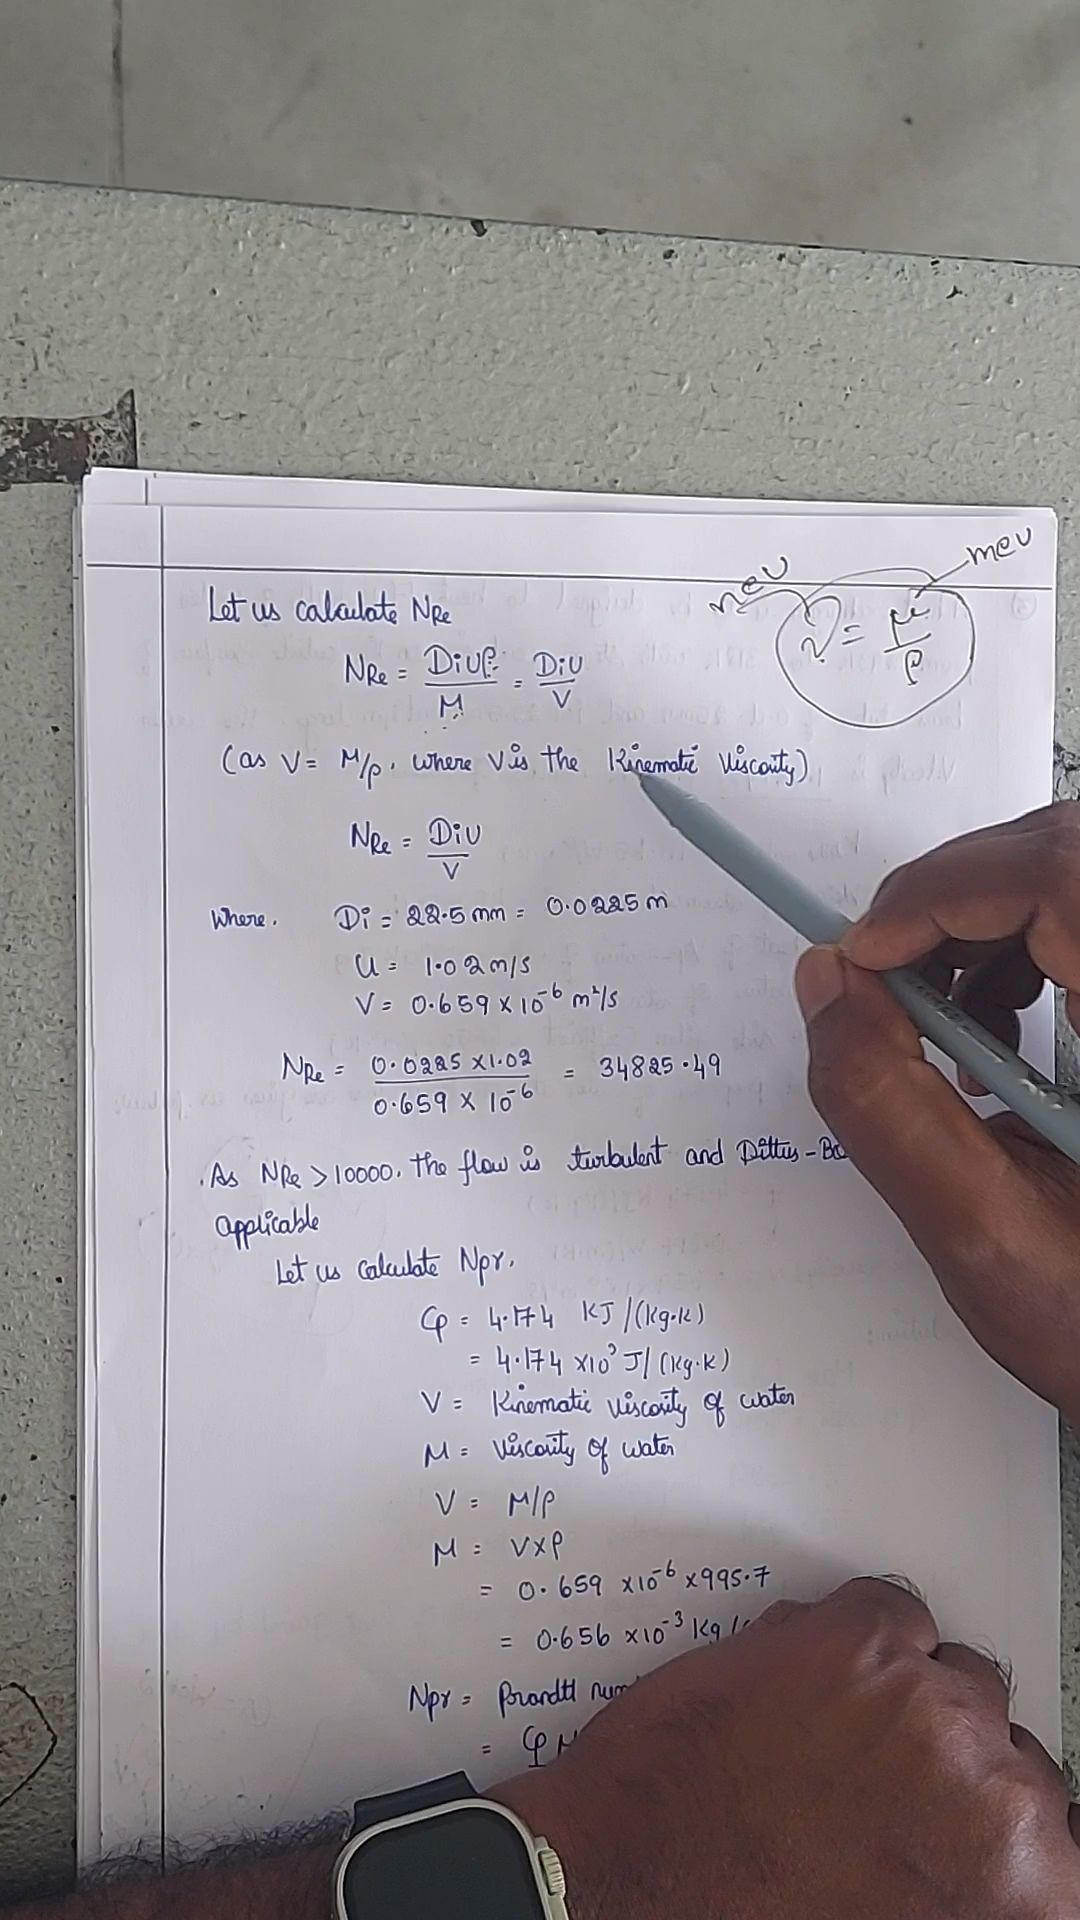 neu
meu
ν = μ/ρ
Let us calculate NRe
NRe = DiUρ/M = DiU/V
(as V = M/ρ, where V is the Kinematic Viscosity)
NRe = DiU/V
Where, Di = 22.5 mm = 0.0225 m
U = 1.02 m/s
V = 0.659 × 10⁻⁶ m²/s
NRe = 0.0225 × 1.02 / 0.659 × 10⁻⁶ = 34825.49
As NRe > 10000, the flow is turbulent and Dittus-Bo
applicable
Let us calculate Npr.
Cp = 4.174 KJ/(kg.k)
= 4.174 ×10³ J/(kg.k)
V = Kinematic viscosity of water
M = Viscosity of water
V = M/ρ
M = V×ρ
= 0.659 ×10⁻⁶ ×995.7
= 0.656 ×10⁻³ kg/
Npr = Prandtl num
= Cp M